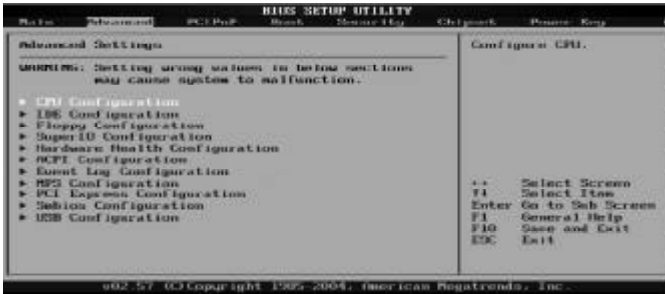 BIOS SETUP UTILITY
Main Advanced PCIPnP Boot Security Chipset Power
Advanced Settings
WARNING: Setting wrong values in below sections
may cause system to malfunction.
► CPU Configuration
► IDE Configuration
► Floppy Configuration
► SuperIO Configuration
► Hardware Health Configuration
► ACPI Configuration
► Event Log Configuration
► MPS Configuration
► PCI Express Configuration
► Smbios Configuration
► USB Configuration
Configure CPU.
Select Screen
↑↓ Select Item
Enter Go to Sub Screen
F1 General Help
F10 Save and Exit
ESC Exit
v02.57 (C) Copyright 1985-2004, American Megatrends, Inc.